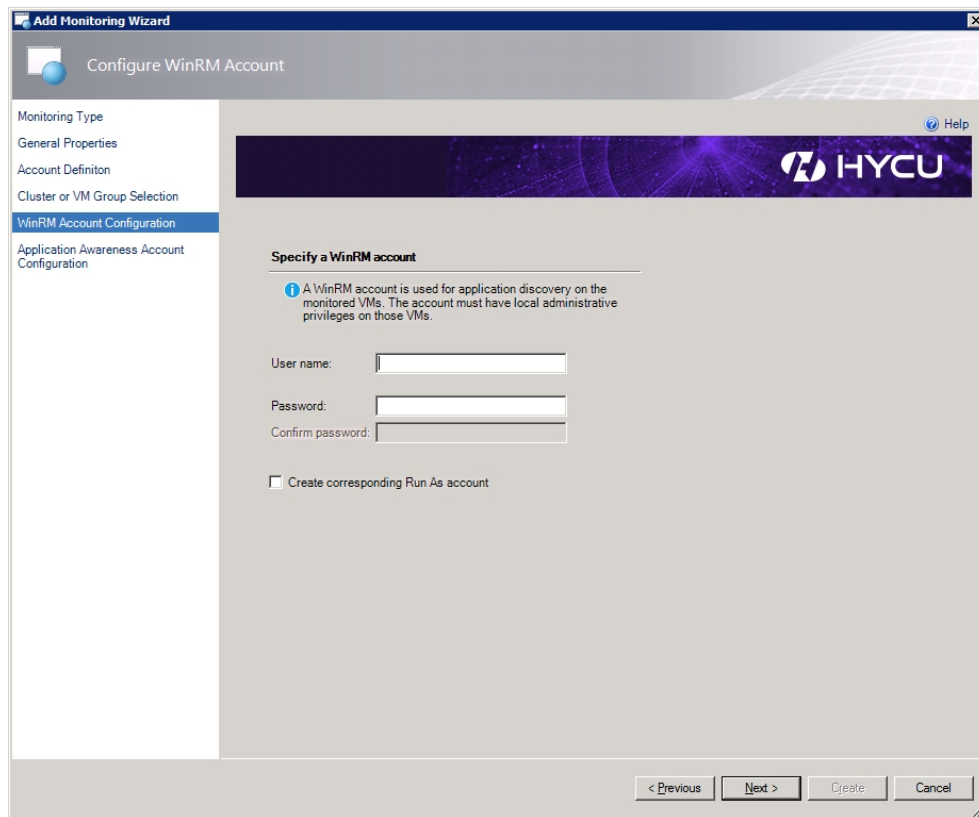 Add Monitoring Wizard
Configure WinRM Account
Monitoring Type
General Properties
Account Definiton
Cluster or VM Group Selection
WinRM Account Configuration
Application Awareness Account
Configuration
Help
HYCU
Specify a WinRM account
A WinRM account is used for application discovery on the
monitored VMs. The account must have local administrative
privileges on those VMs.
User name:
Password:
Confirm password:
Create corresponding Run As account
< Previous
Next >
Create
Cancel